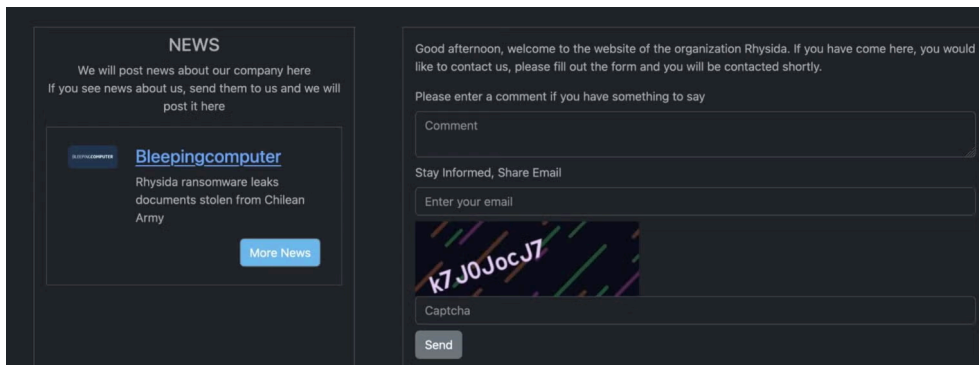 NEWS
We will post news about our company here
If you see news about us, send them to us and we will
post it here
BLEEPINGCOMPUTER
Bleepingcomputer
Rhysida ransomware leaks
documents stolen from Chilean
Army
More News
Good afternoon, welcome to the website of the organization Rhysida. If you have come here, you would
like to contact us, please fill out the form and you will be contacted shortly.
Please enter a comment if you have something to say
Comment
Stay Informed, Share Email
Enter your email
k7J0JocJ7
Captcha
Send